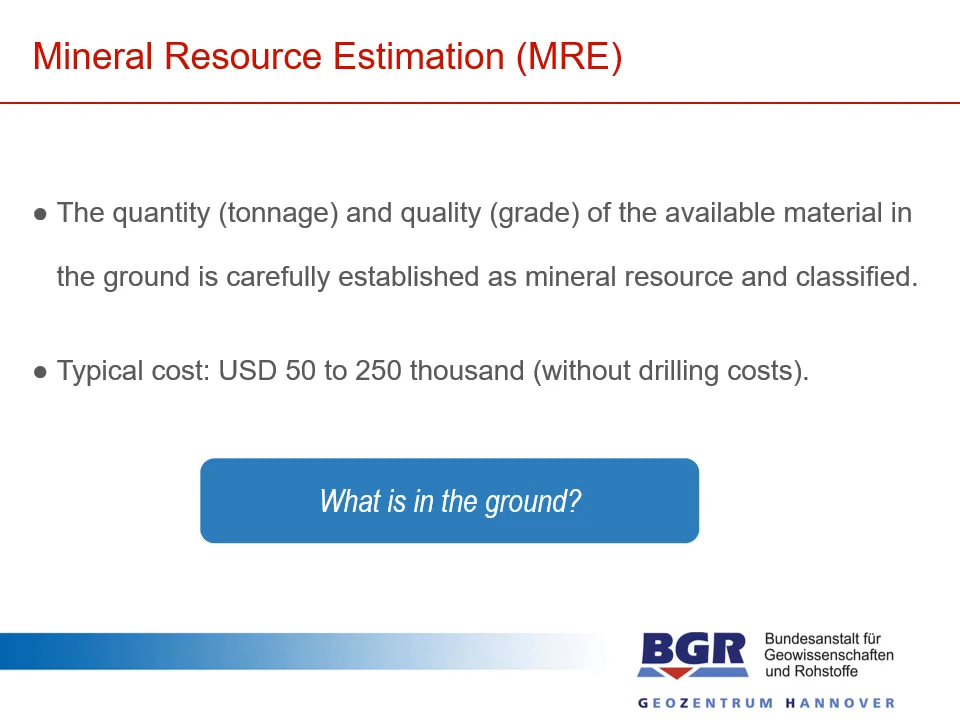 Mineral Resource Estimation (MRE)
● The quantity (tonnage) and quality (grade) of the available material in
the ground is carefully established as mineral resource and classified.
● Typical cost: USD 50 to 250 thousand (without drilling costs).
What is in the ground?
BGR
Bundesanstalt für
Geowissenschaften
und Rohstoffe
GEOZENTRUM HANNOVER